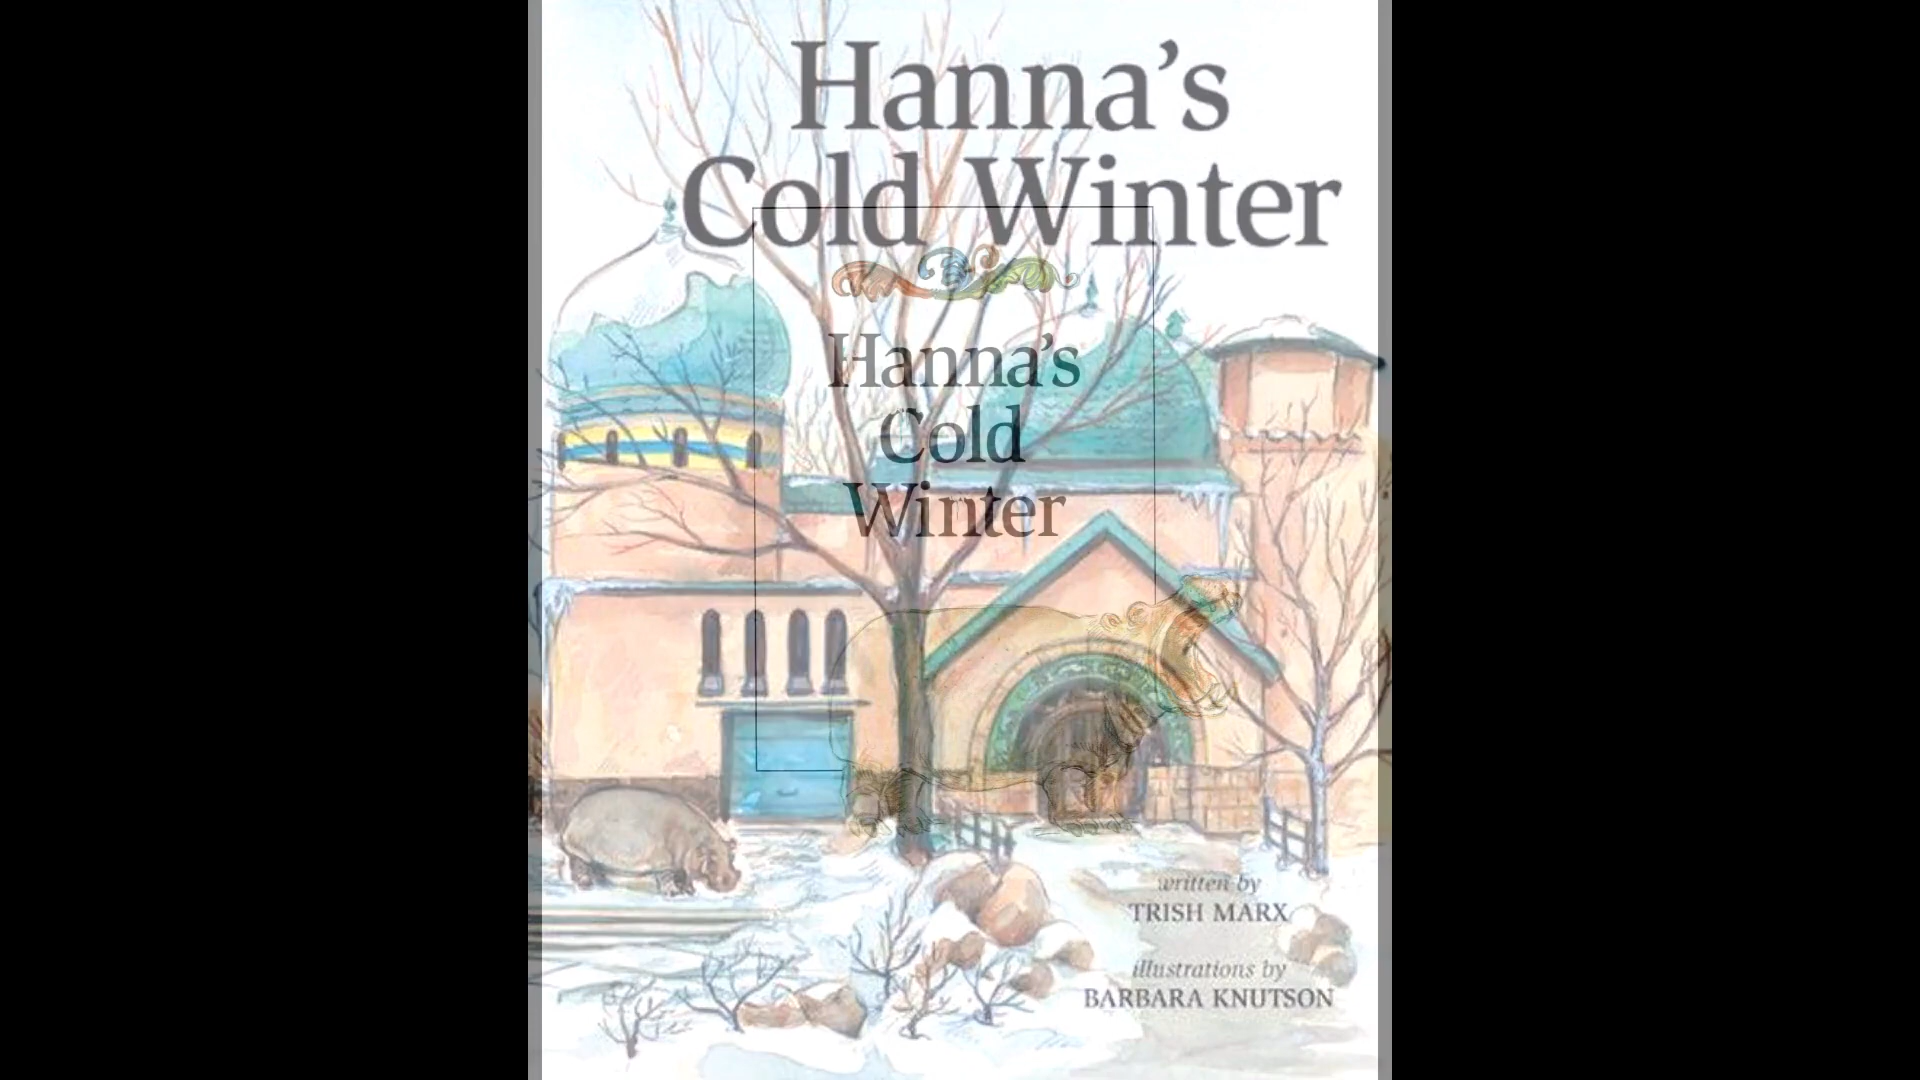 Hanna's
Cold Winter
Hanna's
Cold
Winter
written by
TRISH MARX
illustrations by
BARBARA KNUTSON